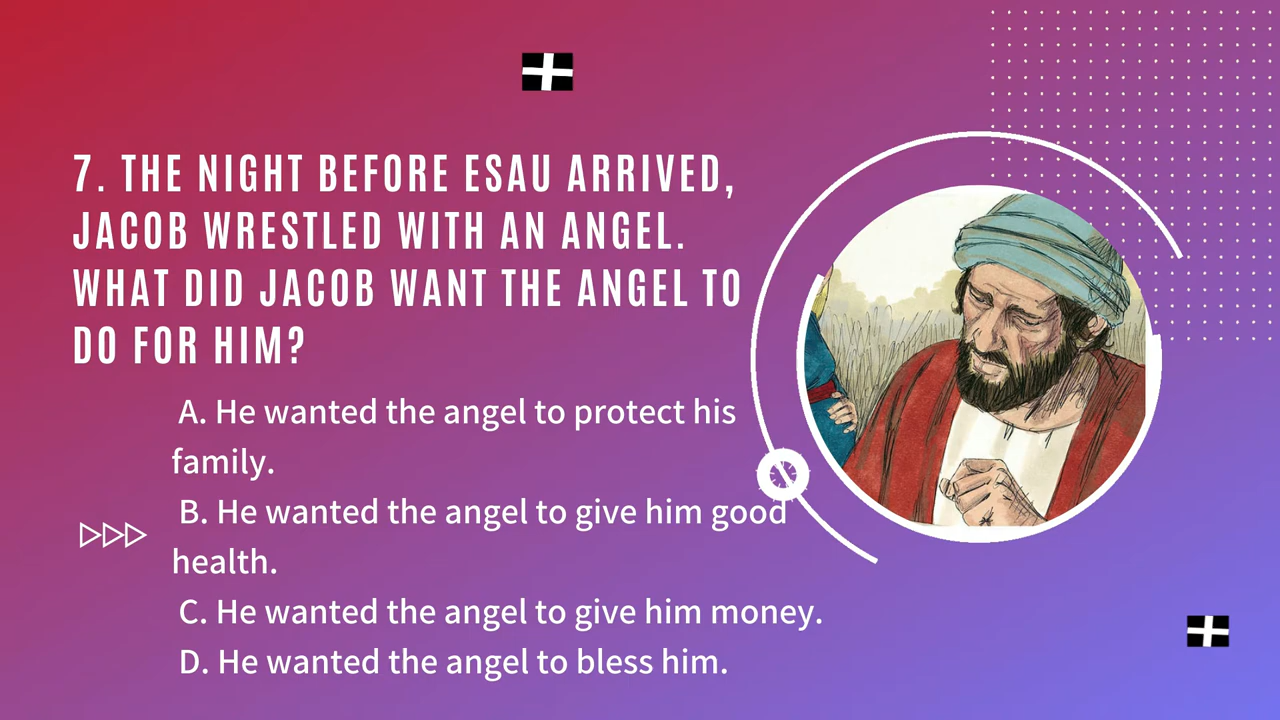 7. THE NIGHT BEFORE ESAU ARRIVED,
JACOB WRESTLED WITH AN ANGEL.
WHAT DID JACOB WANT THE ANGEL TO
DO FOR HIM?
A. He wanted the angel to protect his
family.
B. He wanted the angel to give him good
health.
C. He wanted the angel to give him money.
D. He wanted the angel to bless him.